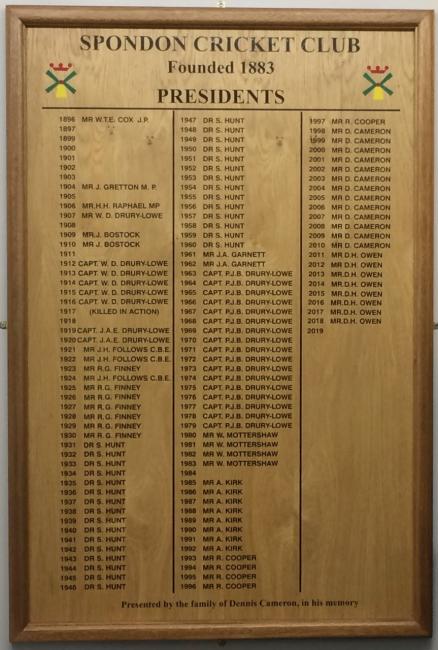 SPONDON CRICKET CLUB
Founded 1883
PRESIDENTS
1896 MR W.T.E. COX J.P.
1897
1899
1900
1901
1902
1903
1904 MR J. GRETTON M. P.
1905
1906 MR.H.H. RAPHAEL MP
1907 MR W. D. DRURY-LOWE
1908
1909 MR.J. BOSTOCK
1910 MR J. BOSTOCK
1911
1912 CAPT. W. D. DRURY-LOWE
1913 CAPT. W. D. DRURY-LOWE
1914 CAPT. W. D. DRURY-LOWE
1915 CAPT. W. D. DRURY-LOWE
1916 CAPT. W. D. DRURY-LOWE
1917 (KILLED IN ACTION)
1918
1919 CAPT. J.A.E. DRURY-LOWE
1920 CAPT. J.A.E. DRURY-LOWE
1921 MR J.H. FOLLOWS C.B.E.
1922 MR J.H. FOLLOWS C.B.E.
1923 MR R.G. FINNEY
1924 MR J.H. FOLLOWS C.B.E.
1925 MR R.G. FINNEY
1926 MR R.G. FINNEY
1927 MR R.G. FINNEY
1928 MR R.G. FINNEY
1929 MR R.G. FINNEY
1930 MR R.G. FINNEY
1931 DR S. HUNT
1932 DR S. HUNT
1933 DR S. HUNT
1934 DR S. HUNT
1935 DR S. HUNT
1936 DR S. HUNT
1937 DR S. HUNT
1938 DR S. HUNT
1939 DR S. HUNT
1940 DR S. HUNT
1941 DR S. HUNT
1942 DR S. HUNT
1943 DR S. HUNT
1944 DR S. HUNT
1945 DR S. HUNT
1946 DR S. HUNT
1947 DR S. HUNT
1948 DR S. HUNT
1949 DR S. HUNT
1950 DR S. HUNT
1951 DR S. HUNT
1952 DR S. HUNT
1953 DR S. HUNT
1954 DR S. HUNT
1955 DR S. HUNT
1956 DR S. HUNT
1957 DR S. HUNT
1958 DR S. HUNT
1959 DR S. HUNT
1960 DR S. HUNT
1961 MR J.A. GARNETT
1962 MR J.A. GARNETT
1963 CAPT. P.J.B. DRURY-LOWE
1964 CAPT. P.J.B. DRURY-LOWE
1965 CAPT. P.J.B. DRURY-LOWE
1966 CAPT. P.J.B. DRURY-LOWE
1967 CAPT. P.J.B. DRURY-LOWE
1968 CAPT. P.J.B. DRURY-LOWE
1969 CAPT. P.J.B. DRURY-LOWE
1970 CAPT. P.J.B. DRURY-LOWE
1971 CAPT. P.J.B. DRURY-LOWE
1972 CAPT. P.J.B. DRURY-LOWE
1973 CAPT. P.J.B. DRURY-LOWE
1974 CAPT. P.J.B. DRURY-LOWE
1975 CAPT. P.J.B. DRURY-LOWE
1976 CAPT. P.J.B. DRURY-LOWE
1977 CAPT. P.J.B. DRURY-LOWE
1978 CAPT. P.J.B. DRURY-LOWE
1979 CAPT. P.J.B. DRURY-LOWE
1980 MR W. MOTTERSHAW
1981 MR W. MOTTERSHAW
1982 MR W. MOTTERSHAW
1983 MR W. MOTTERSHAW
1984
1985 MR A. KIRK
1986 MR A. KIRK
1987 MR A. KIRK
1988 MR A. KIRK
1989 MR A. KIRK
1990 MR A. KIRK
1991 MR A. KIRK
1992 MR A. KIRK
1993 MR R. COOPER
1994 MR R. COOPER
1995 MR R. COOPER
1996 MR R. COOPER
1997 MR R. COOPER
1998 MR D. CAMERON
1999 MR D. CAMERON
2000 MR D. CAMERON
2001 MR D. CAMERON
2002 MR D. CAMERON
2003 MR D. CAMERON
2004 MR D. CAMERON
2005 MR D. CAMERON
2006 MR D. CAMERON
2007 MR D. CAMERON
2008 MR D. CAMERON
2009 MR D. CAMERON
2010 MR D. CAMERON
2011 MR D.H. OWEN
2012 MR D.H. OWEN
2013 MR D.H. OWEN
2014 MR D.H. OWEN
2015 MR D.H. OWEN
2016 MR.D.H. OWEN
2017 MR.D.H. OWEN
2018 MR.D.H. OWEN
2019
Presented by the family of Dennis Cameron, in his memory